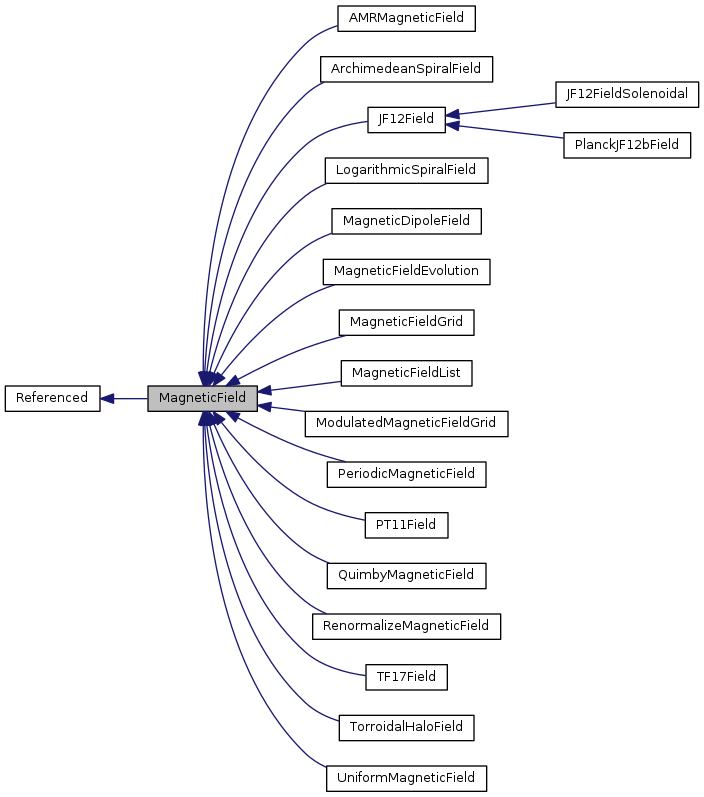 AMRMagneticField
ArchimedeanSpiralField
JF12FieldSolenoidal
JF12Field
PlanckJF12bField
LogarithmicSpiralField
MagneticDipoleField
MagneticFieldEvolution
MagneticFieldGrid
MagneticFieldList
Referenced
MagneticField
ModulatedMagneticFieldGrid
PeriodicMagneticField
PT11Field
QuimbyMagneticField
RenormalizeMagneticField
TF17Field
TorroidalHaloField
UniformMagneticField